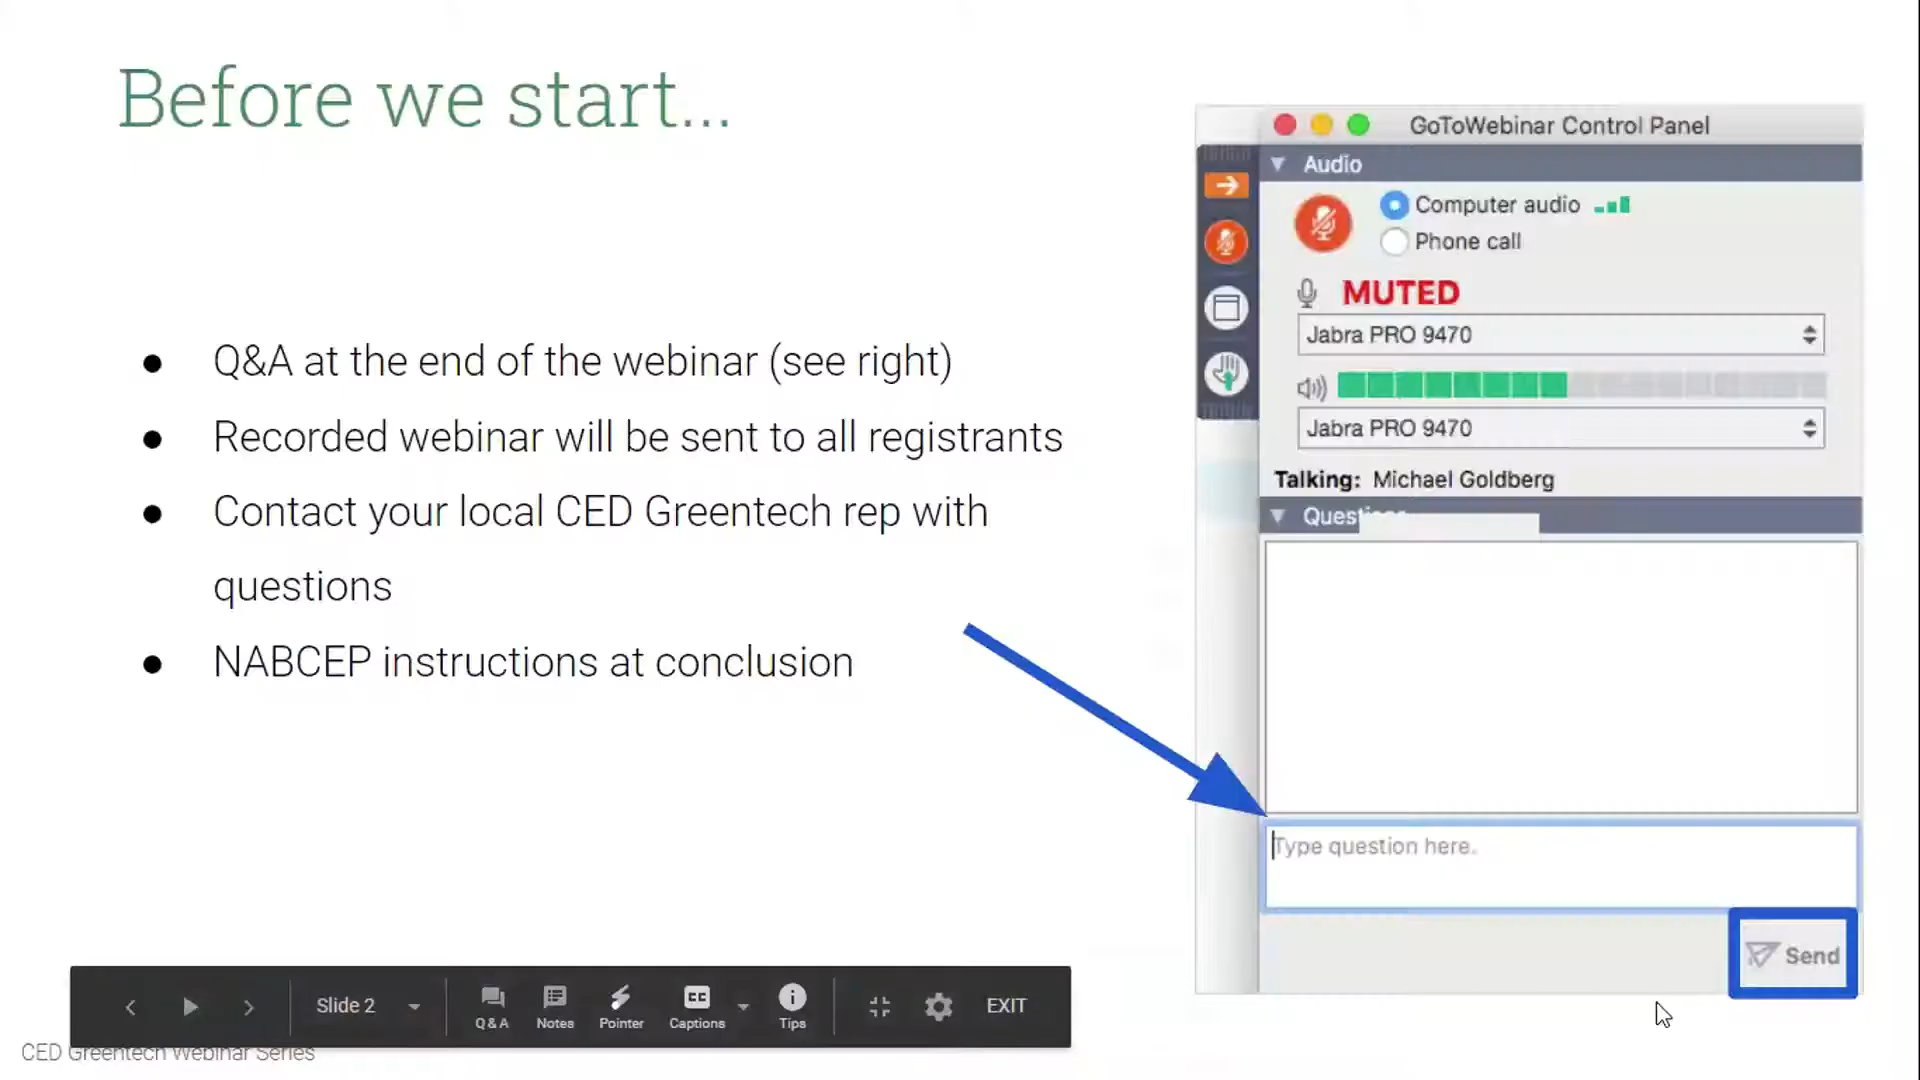 Before we start...
Q&A at the end of the webinar (see right)
Recorded webinar will be sent to all registrants
Contact your local CED Greentech rep with
questions
NABCEP instructions at conclusion
GoToWebinar Control Panel
Audio
Computer audio
Phone call
MUTED
Jabra PRO 9470
Jabra PRO 9470
Talking: Michael Goldberg
Questions
Type question here.
Send
Slide 2
Q&A
Notes
Pointer
CC
Captions
Tips
EXIT
CED Greentech Webinar Series